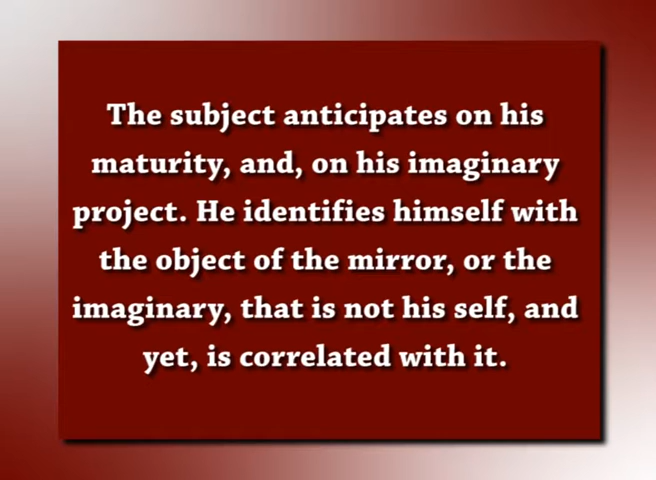 The subject anticipates on his
maturity, and, on his imaginary
project. He identifies himself with
the object of the mirror, or the
imaginary, that is not his self, and
yet, is correlated with it.